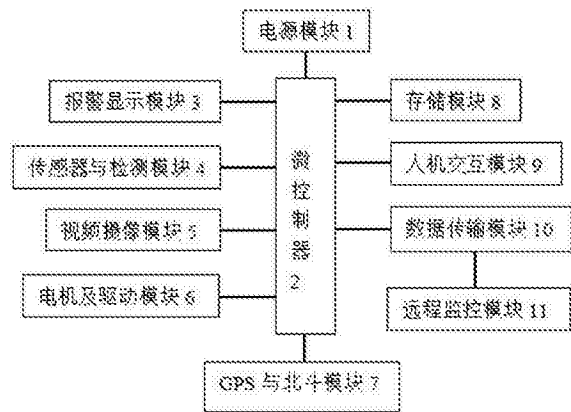 电源模块 1
报警显示模块 3
存储模块 8
微控制器 2
传感器与检测模块 4
人机交互模块 9
视频摄像模块 5
数据传输模块 10
电机及驱动模块 6
远程监控模块 11
GPS 与北斗模块 7